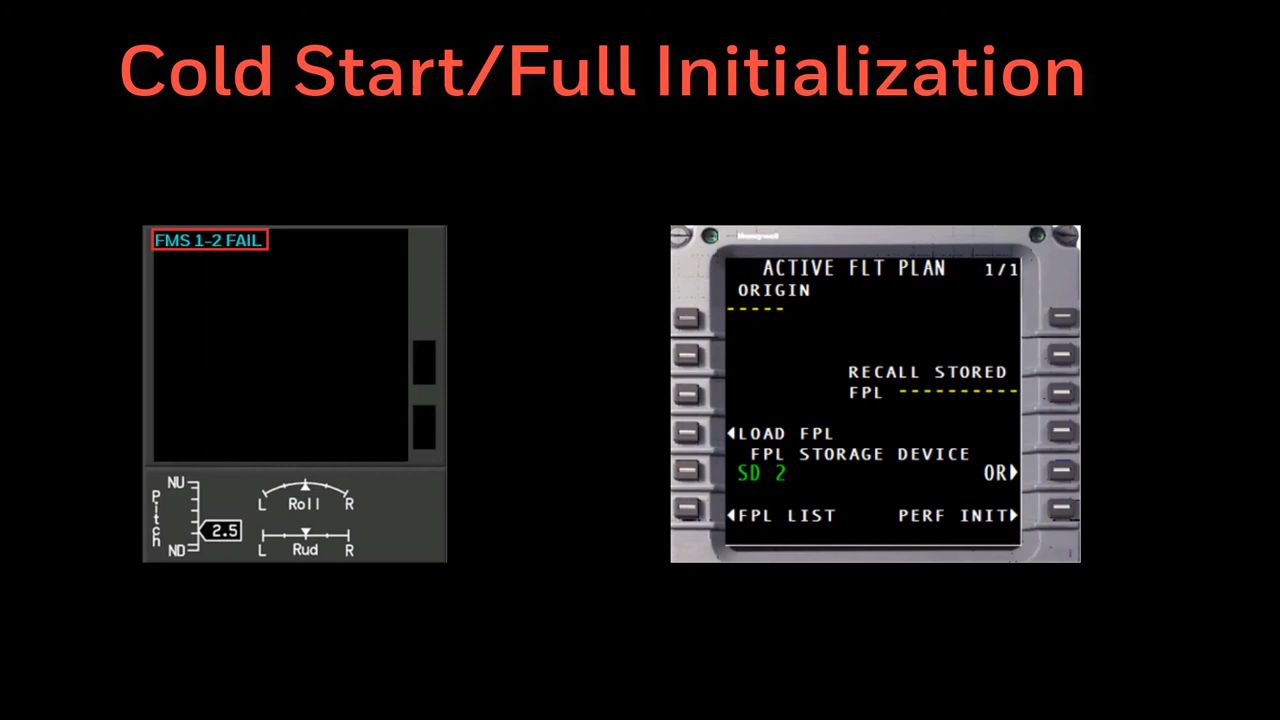 Cold Start/Full Initialization
FMS 1-2 FAIL
NU
Pitch
2.5
ND
L Roll R
L Rud R
Honeywell
ACTIVE FLT PLAN 1/1
ORIGIN
-----
RECALL STORED
FPL ----------
LOAD FPL
FPL STORAGE DEVICE
SD 2 OR
FPL LIST PERF INIT